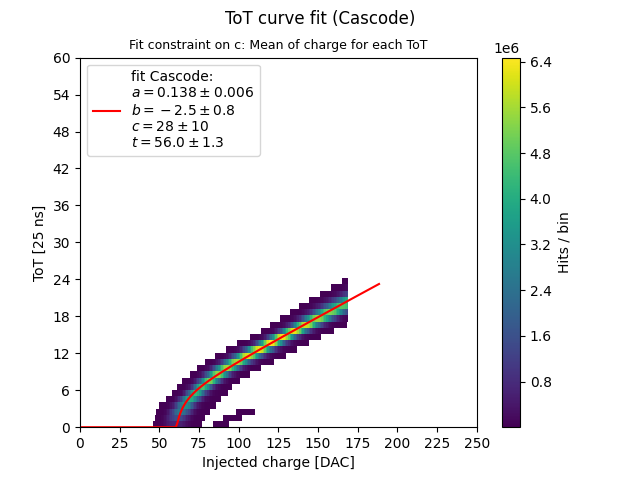 ToT curve fit (Cascode)
Fit constraint on c: Mean of charge for each ToT
1e6
fit Cascode:
a = 0.138 ± 0.006
b = −2.5 ± 0.8
c = 28 ± 10
t = 56.0 ± 1.3
ToT [25 ns]
60
54
48
42
36
30
24
18
12
6
0
0 25 50 75 100 125 150 175 200 225 250
Injected charge [DAC]
6.4
5.6
4.8
4.0
3.2
2.4
1.6
0.8
Hits / bin